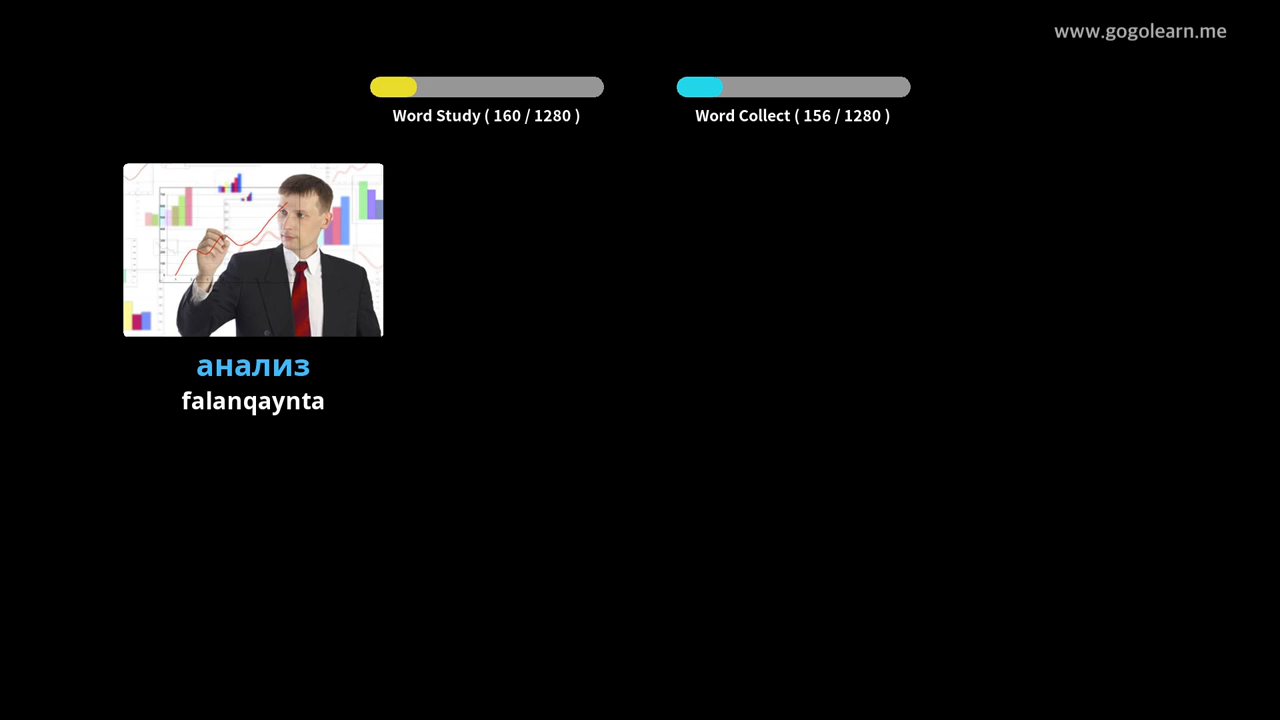 www.gogolearn.me
Word Study ( 160 / 1280 )
Word Collect ( 156 / 1280 )
анализ
falanqaynta